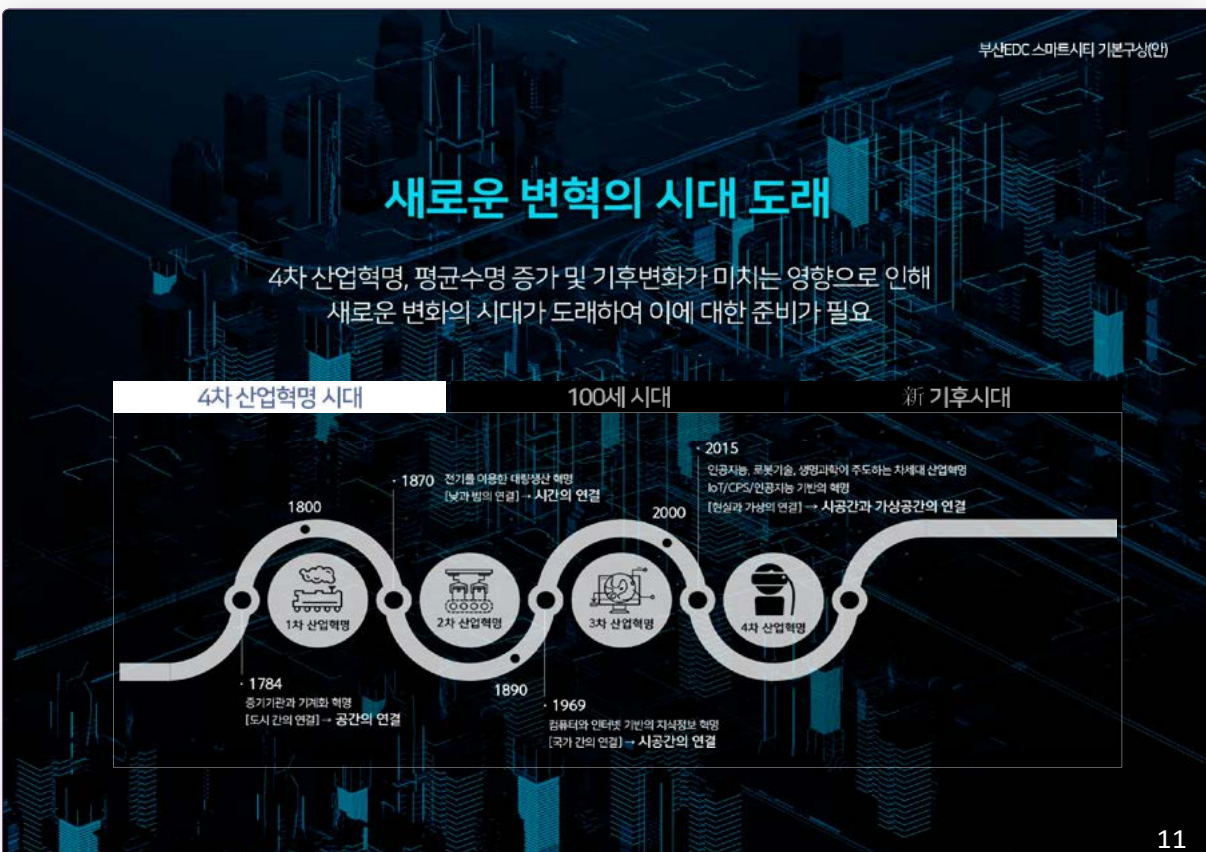 부산EDC 스마트시티 기본구상(안)
새로운 변혁의 시대 도래
4차 산업혁명, 평균수명 증가 및 기후변화가 미치는 영향으로 인해
새로운 변화의 시대가 도래하여 이에 대한 준비가 필요
4차 산업혁명 시대
100세 시대
新 기후시대
1784
증기기관과 기계화 혁명
[도시 간의 연결] → 공간의 연결
1800
1차 산업혁명
1870 전기를 이용한 대량생산 혁명
[낮과 밤의 연결] → 시간의 연결
2차 산업혁명
1890
1969
컴퓨터와 인터넷 기반의 지식정보 혁명
[국가 간의 연결] → 시공간의 연결
3차 산업혁명
2000
2015
인공지능, 로봇기술, 생명과학이 주도하는 차세대 산업혁명
IoT/CPS/인공지능 기반의 혁명
[현실과 가상의 연결] → 시공간과 가상공간의 연결
4차 산업혁명
11